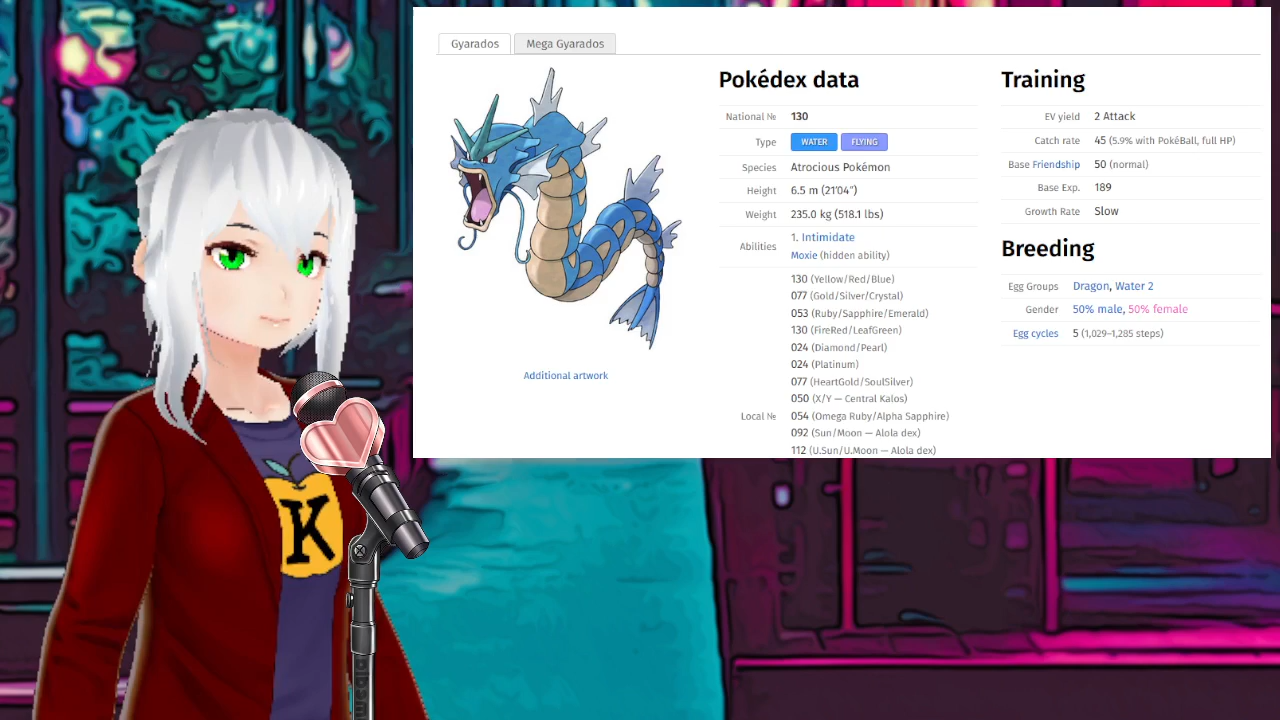 Gyarados
Mega Gyarados
Additional artwork
Pokédex data
National № 130
Type WATER FLYING
Species Atrocious Pokémon
Height 6.5 m (21′04″)
Weight 235.0 kg (518.1 lbs)
Abilities 1. Intimidate
Moxie (hidden ability)
Local № 130 (Yellow/Red/Blue)
077 (Gold/Silver/Crystal)
053 (Ruby/Sapphire/Emerald)
130 (FireRed/LeafGreen)
024 (Diamond/Pearl)
024 (Platinum)
077 (HeartGold/SoulSilver)
050 (X/Y — Central Kalos)
054 (Omega Ruby/Alpha Sapphire)
092 (Sun/Moon — Alola dex)
112 (U.Sun/U.Moon — Alola dex)
Training
EV yield 2 Attack
Catch rate 45 (5.9% with PokéBall, full HP)
Base Friendship 50 (normal)
Base Exp. 189
Growth Rate Slow
Breeding
Egg Groups Dragon, Water 2
Gender 50% male, 50% female
Egg cycles 5 (1,029–1,285 steps)
K